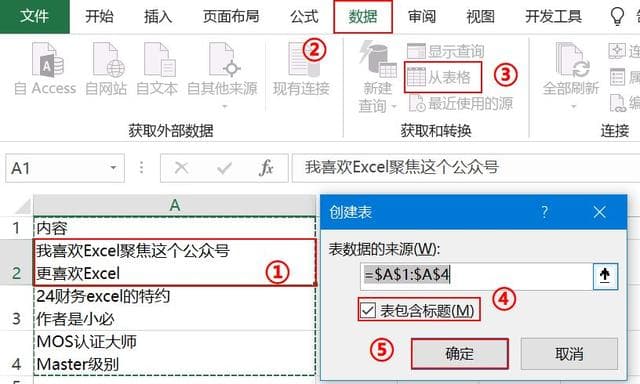 文件 开始 插入 页面布局 公式 数据 审阅 视图 开发工具
②
自 Access 自网站 自文本 自其他来源 现有连接
获取外部数据
新建查询
显示查询
从表格 ③
最近使用的源
获取和转换
全部刷新
连接
A1 fx 我喜欢Excel聚焦这个公众号
A
1 内容
2 我喜欢Excel聚焦这个公众号
更喜欢Excel ①
3 24财务excel的特约
作者是小必
4 MOS认证大师
Master级别
创建表 ? ×
表数据的来源(W):
=$A$1:$A$4
表包含标题(M) ④
⑤ 确定 取消